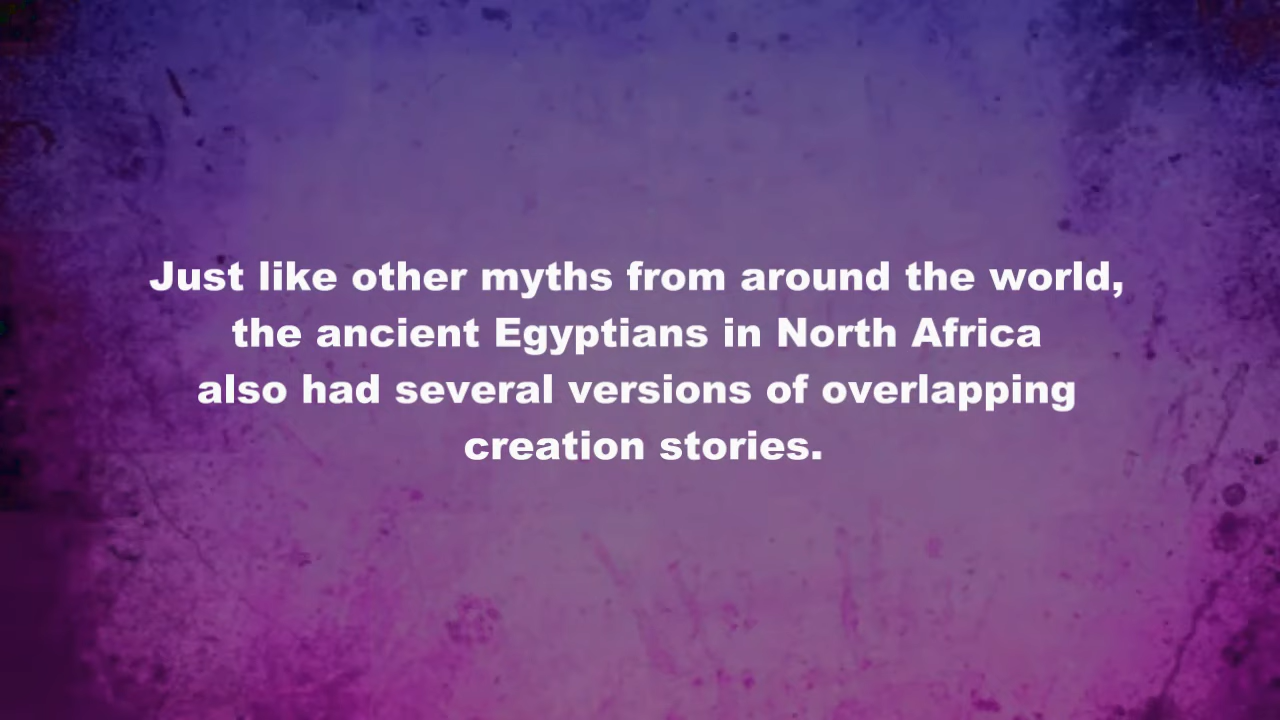 Just like other myths from around the world,
the ancient Egyptians in North Africa
also had several versions of overlapping
creation stories.